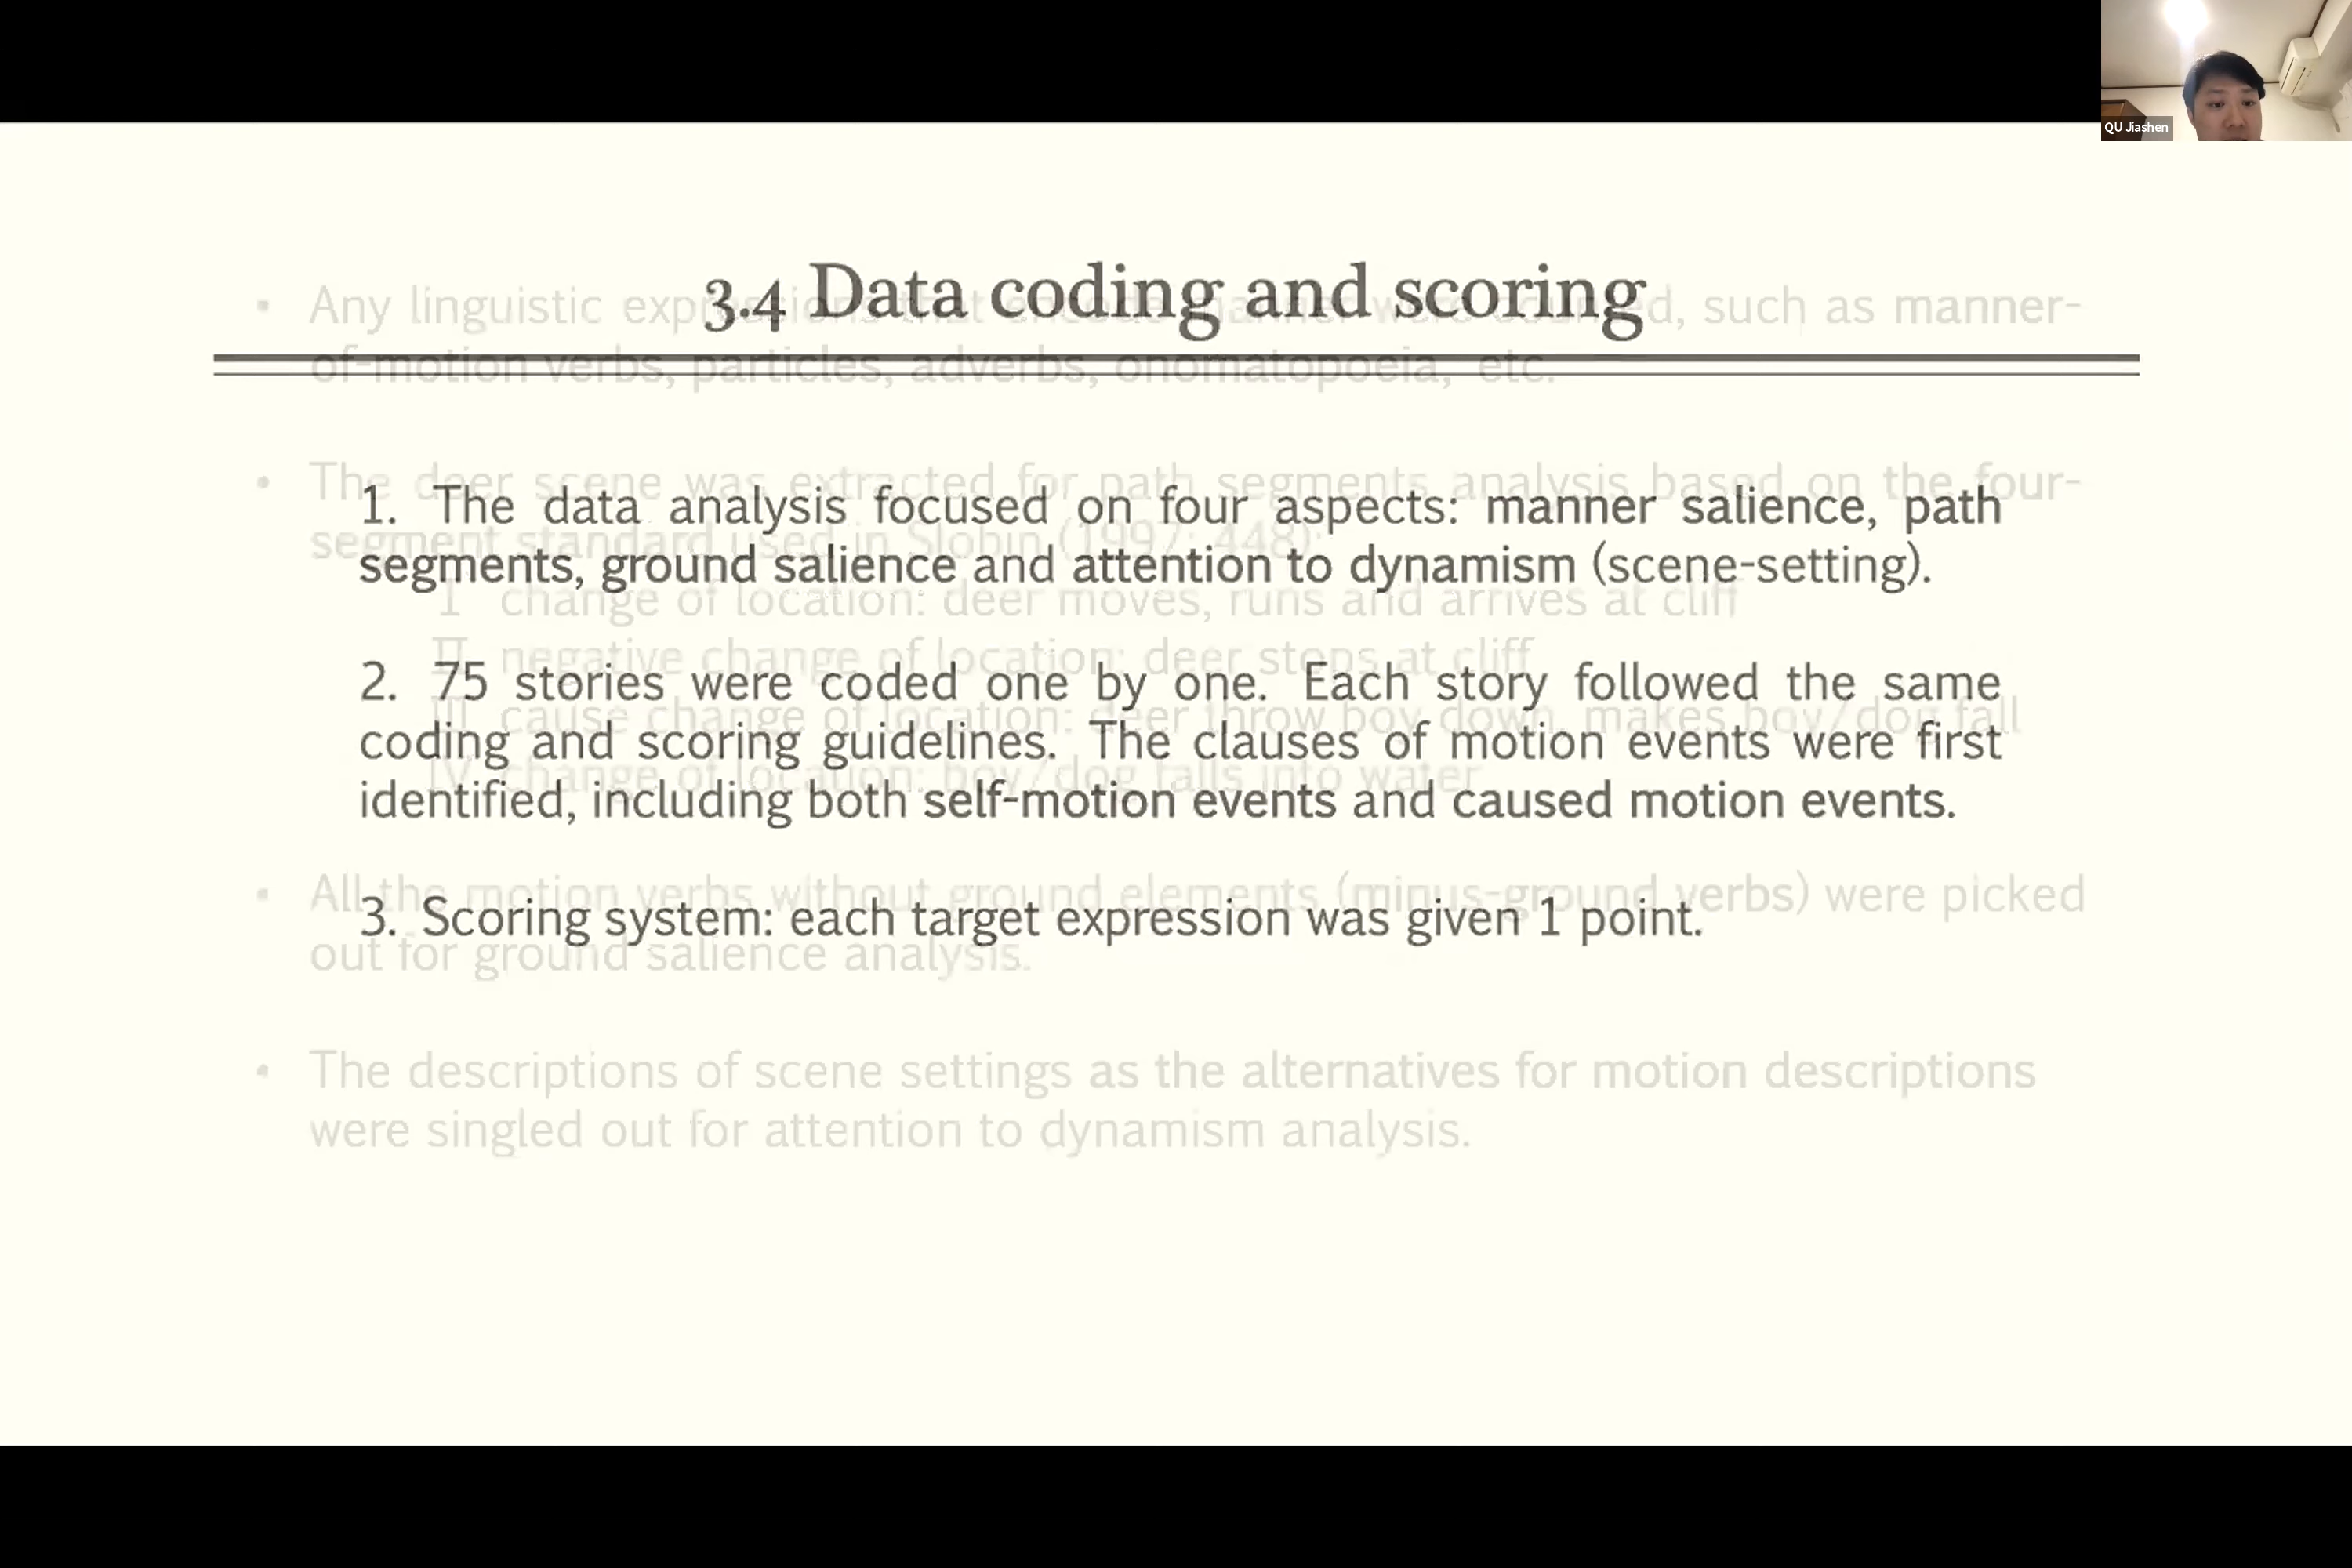 QU Jiashen
3.4 Data coding and scoring
1. The data analysis focused on four aspects: manner salience, path
segments, ground salience and attention to dynamism (scene-setting).
2. 75 stories were coded one by one. Each story followed the same
coding and scoring guidelines. The clauses of motion events were first
identified, including both self-motion events and caused motion events.
3. Scoring system: each target expression was given 1 point.
• Any linguistic expressions that encode manner were d, such as manner-
of-motion verbs, particles, adverbs, onomatopoeia, etc.
• The deer scene was extracted for path segments analysis based on the four-
segment standard used in Slobin (1997: 448):
I change of location: deer moves, runs and arrives at cliff
II negative change of location: deer stops at cliff
III cause change of location: deer throw boy down, makes boy/dog fall
IV change of location: boy/dog falls into water
• All the motion verbs without ground elements (minus-ground verbs) were picked
out for ground salience analysis.
• The descriptions of scene settings as the alternatives for motion descriptions
were singled out for attention to dynamism analysis.